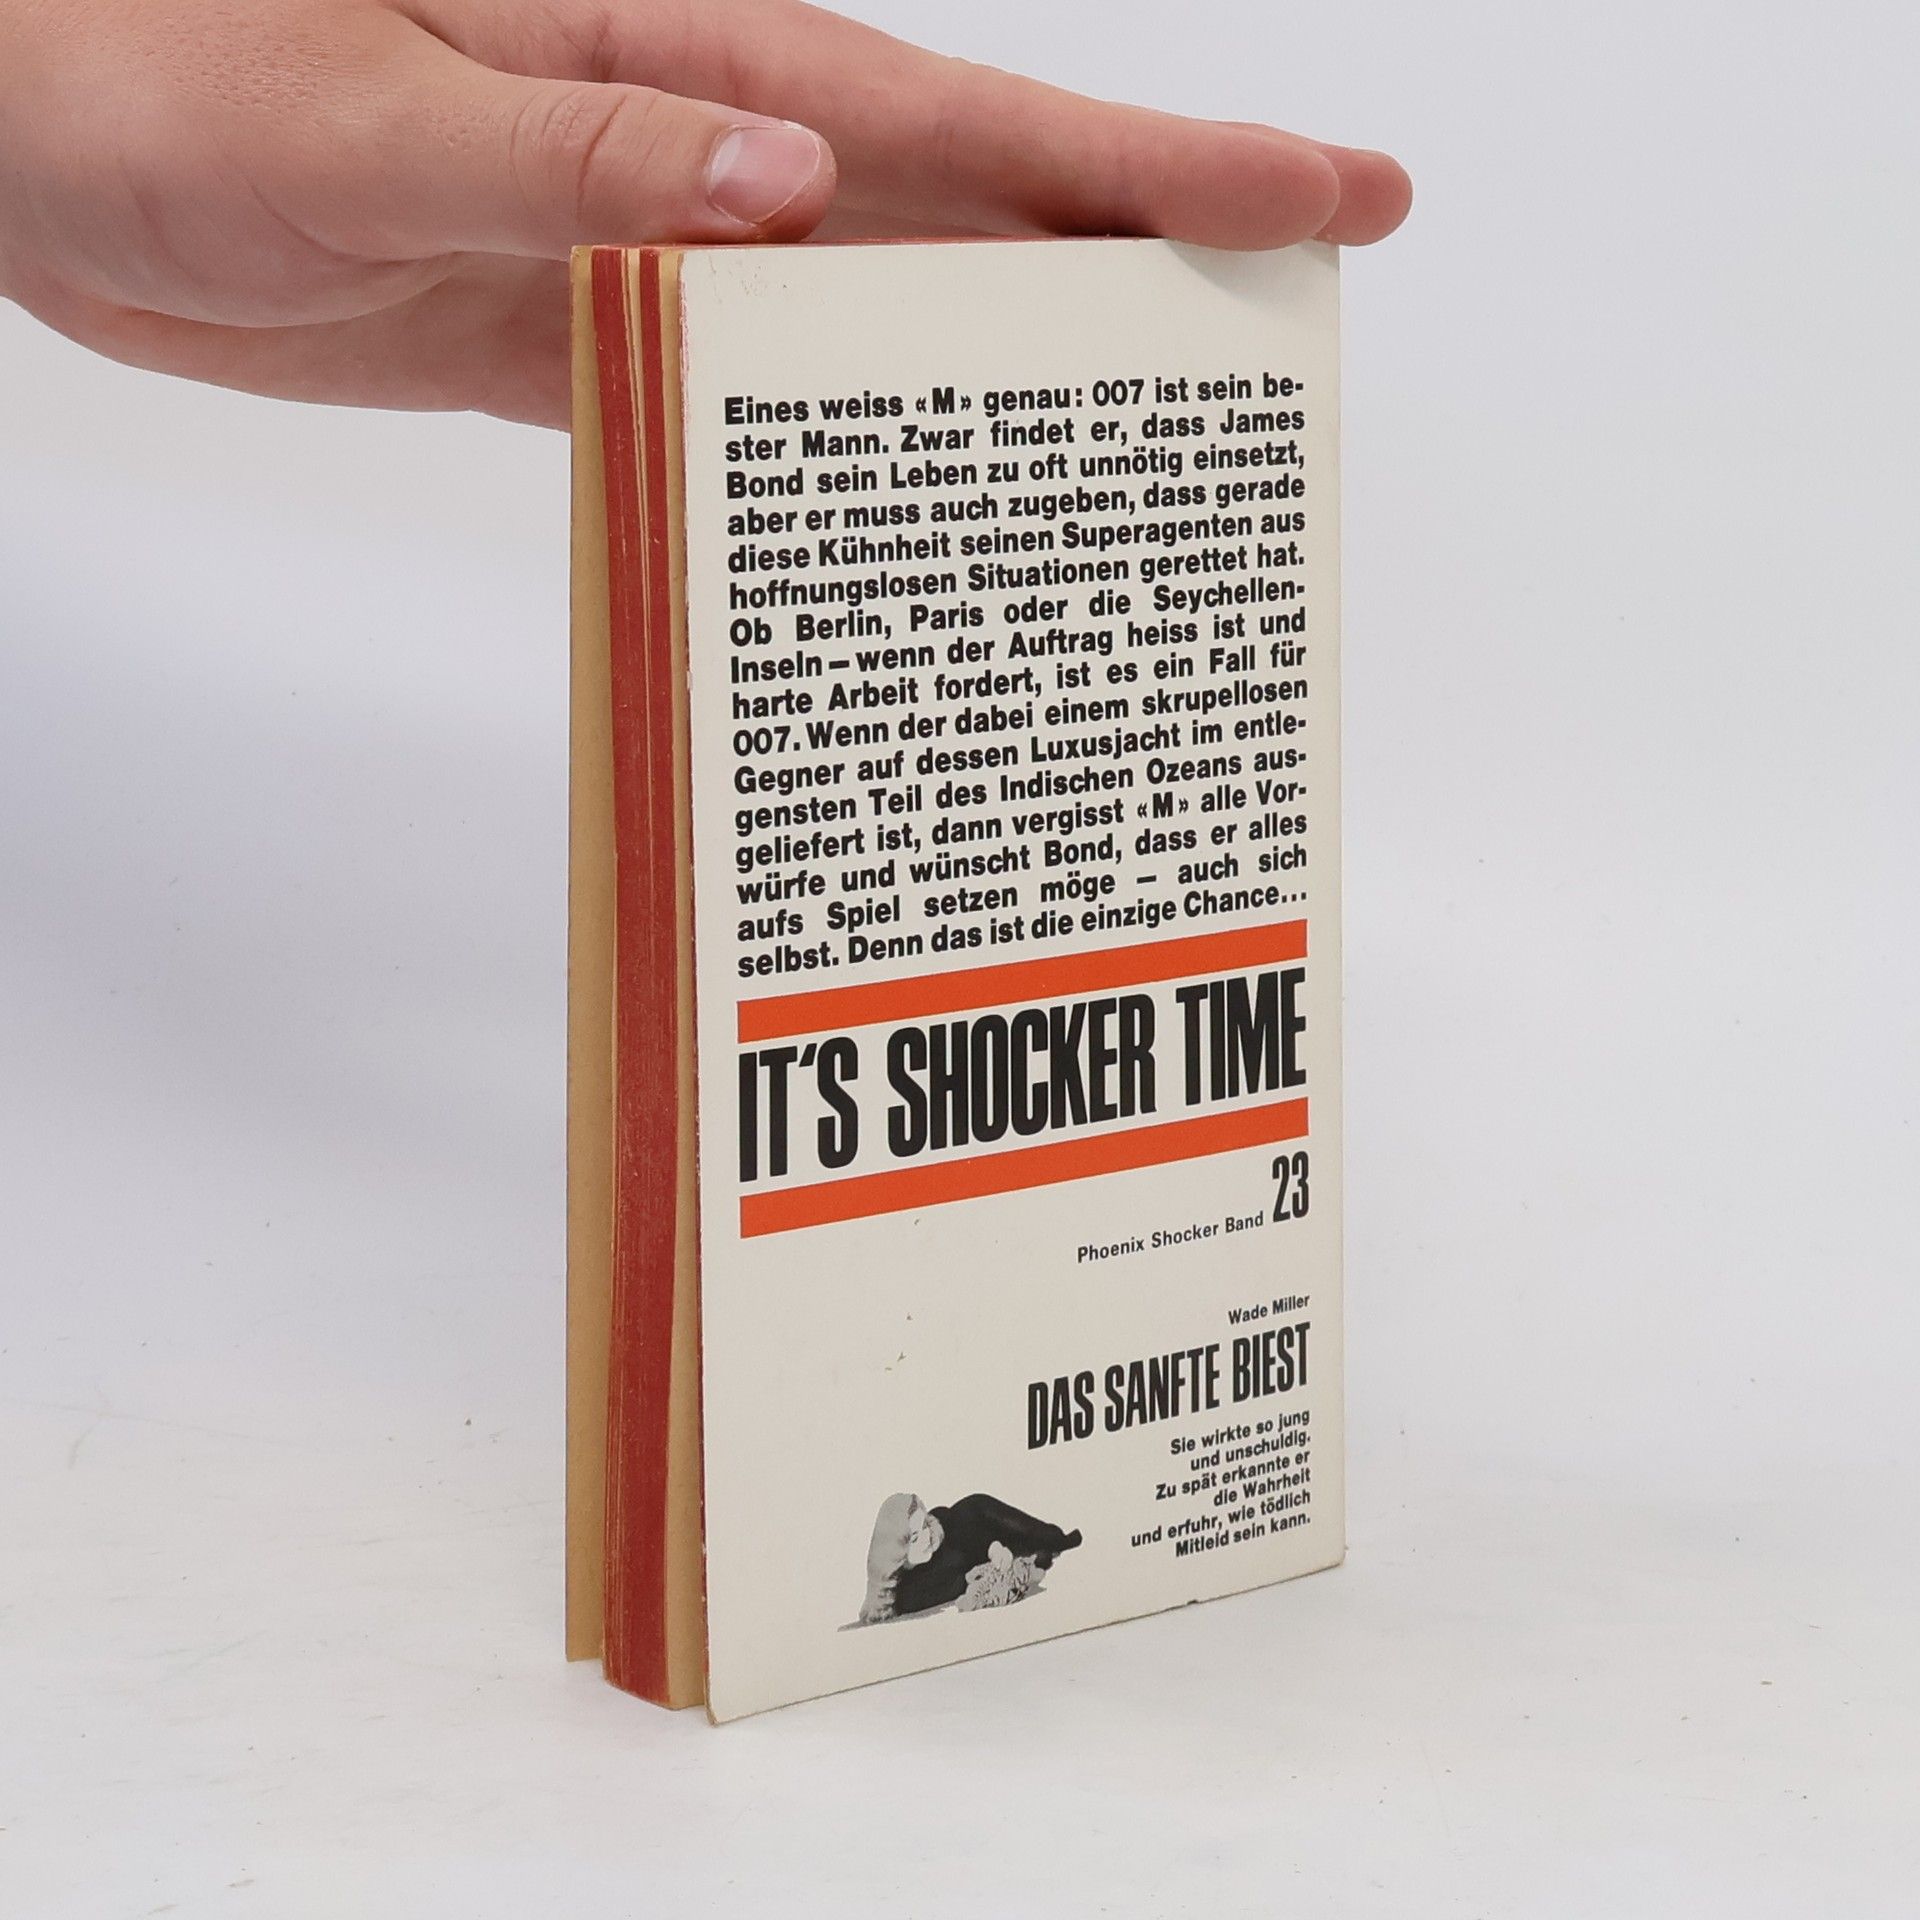 Eines weiss «M» genau: 007 ist sein be-
ster Mann. Zwar findet er, dass James
Bond sein Leben zu oft unnötig einsetzt,
aber er muss auch zugeben, dass gerade
diese Kühnheit seinen Superagenten aus
hoffnungslosen Situationen gerettet hat.
Ob Berlin, Paris oder die Seychellen-
Inseln – wenn der Auftrag heiss ist und
harte Arbeit fordert, ist es ein Fall für
007. Wenn der dabei einem skrupellosen
Gegner auf dessen Luxusjacht im entle-
gensten Teil des Indischen Ozeans aus-
geliefert ist, dann vergisst «M» alle Vor-
würfe und wünscht Bond, dass er alles
aufs Spiel setzen möge – auch sich
selbst. Denn das ist die einzige Chance...
IT'S SHOCKER TIME
Phoenix Shocker Band 23
Wade Miller
DAS SANFTE BIEST
Sie wirkte so jung
und unschuldig.
Zu spät erkannte er
die Wahrheit
und erfuhr, wie tödlich
Mitleid sein kann.